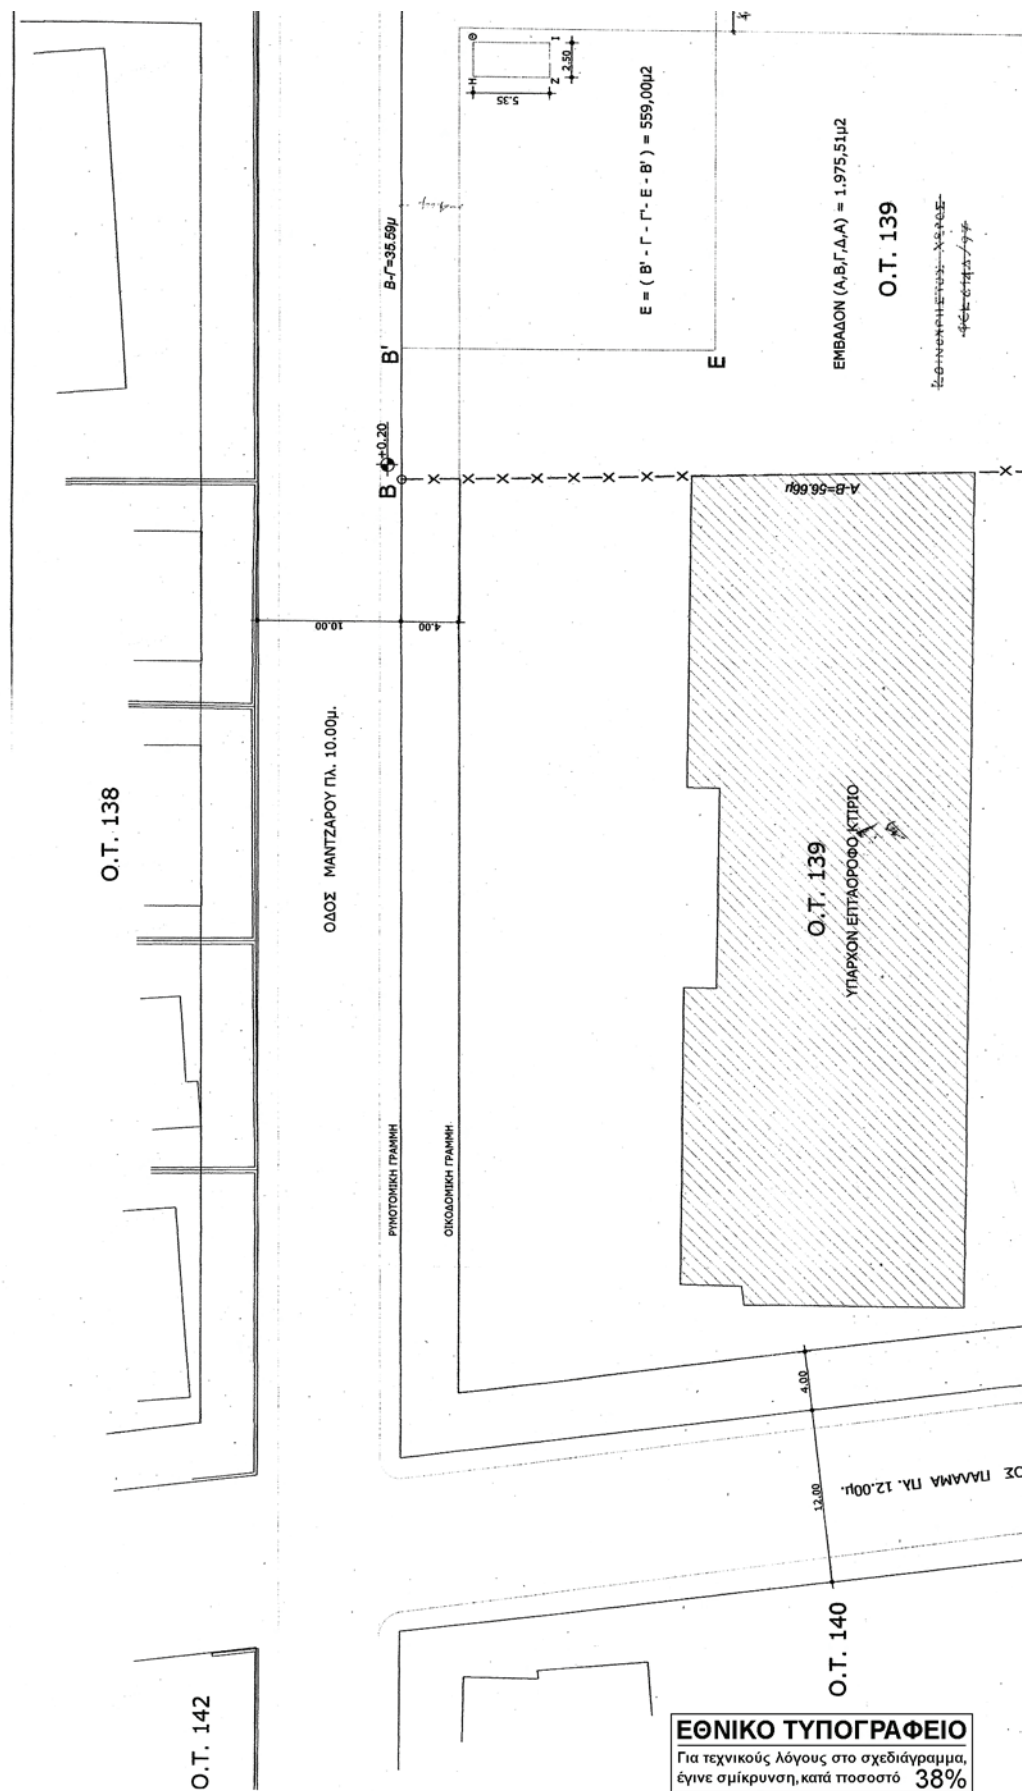 Θ
Ι
Η
Ζ
2.50
5.35
Β-Γ=35.59μ
Ε = ( Β' - Γ - Γ'- Ε - Β' ) = 559,00μ2
ΕΜΒΑΔΟΝ (Α,Β,Γ,Δ,Α) = 1.975,51μ2
Ο.Τ. 139
ΚΟΙΝΟΧΡΗΣΤΟΣ ΧΩΡΟΣ
Β'
Ε
+0.20
Β
Α-Β=56.66μ
10.00
4.00
Ο.Τ. 138
ΟΔΟΣ ΜΑΝΤΖΑΡΟΥ ΠΛ. 10.00μ.
Ο.Τ. 139
ΥΠΑΡΧΟΝ ΕΠΤΑΟΡΟΦΟ ΚΤΙΡΙΟ
ΡΥΜΟΤΟΜΙΚΗ ΓΡΑΜΜΗ
ΟΙΚΟΔΟΜΙΚΗ ΓΡΑΜΜΗ
4.00
12.00
ΟΣ ΠΑΛΑΜΑ ΠΛ. 12.00μ.
Ο.Τ. 140
Ο.Τ. 142
ΕΘΝΙΚΟ ΤΥΠΟΓΡΑΦΕΙΟ
Για τεχνικούς λόγους στο σχεδιάγραμμα,
έγινε σμίκρυνση, κατά ποσοστό 38%